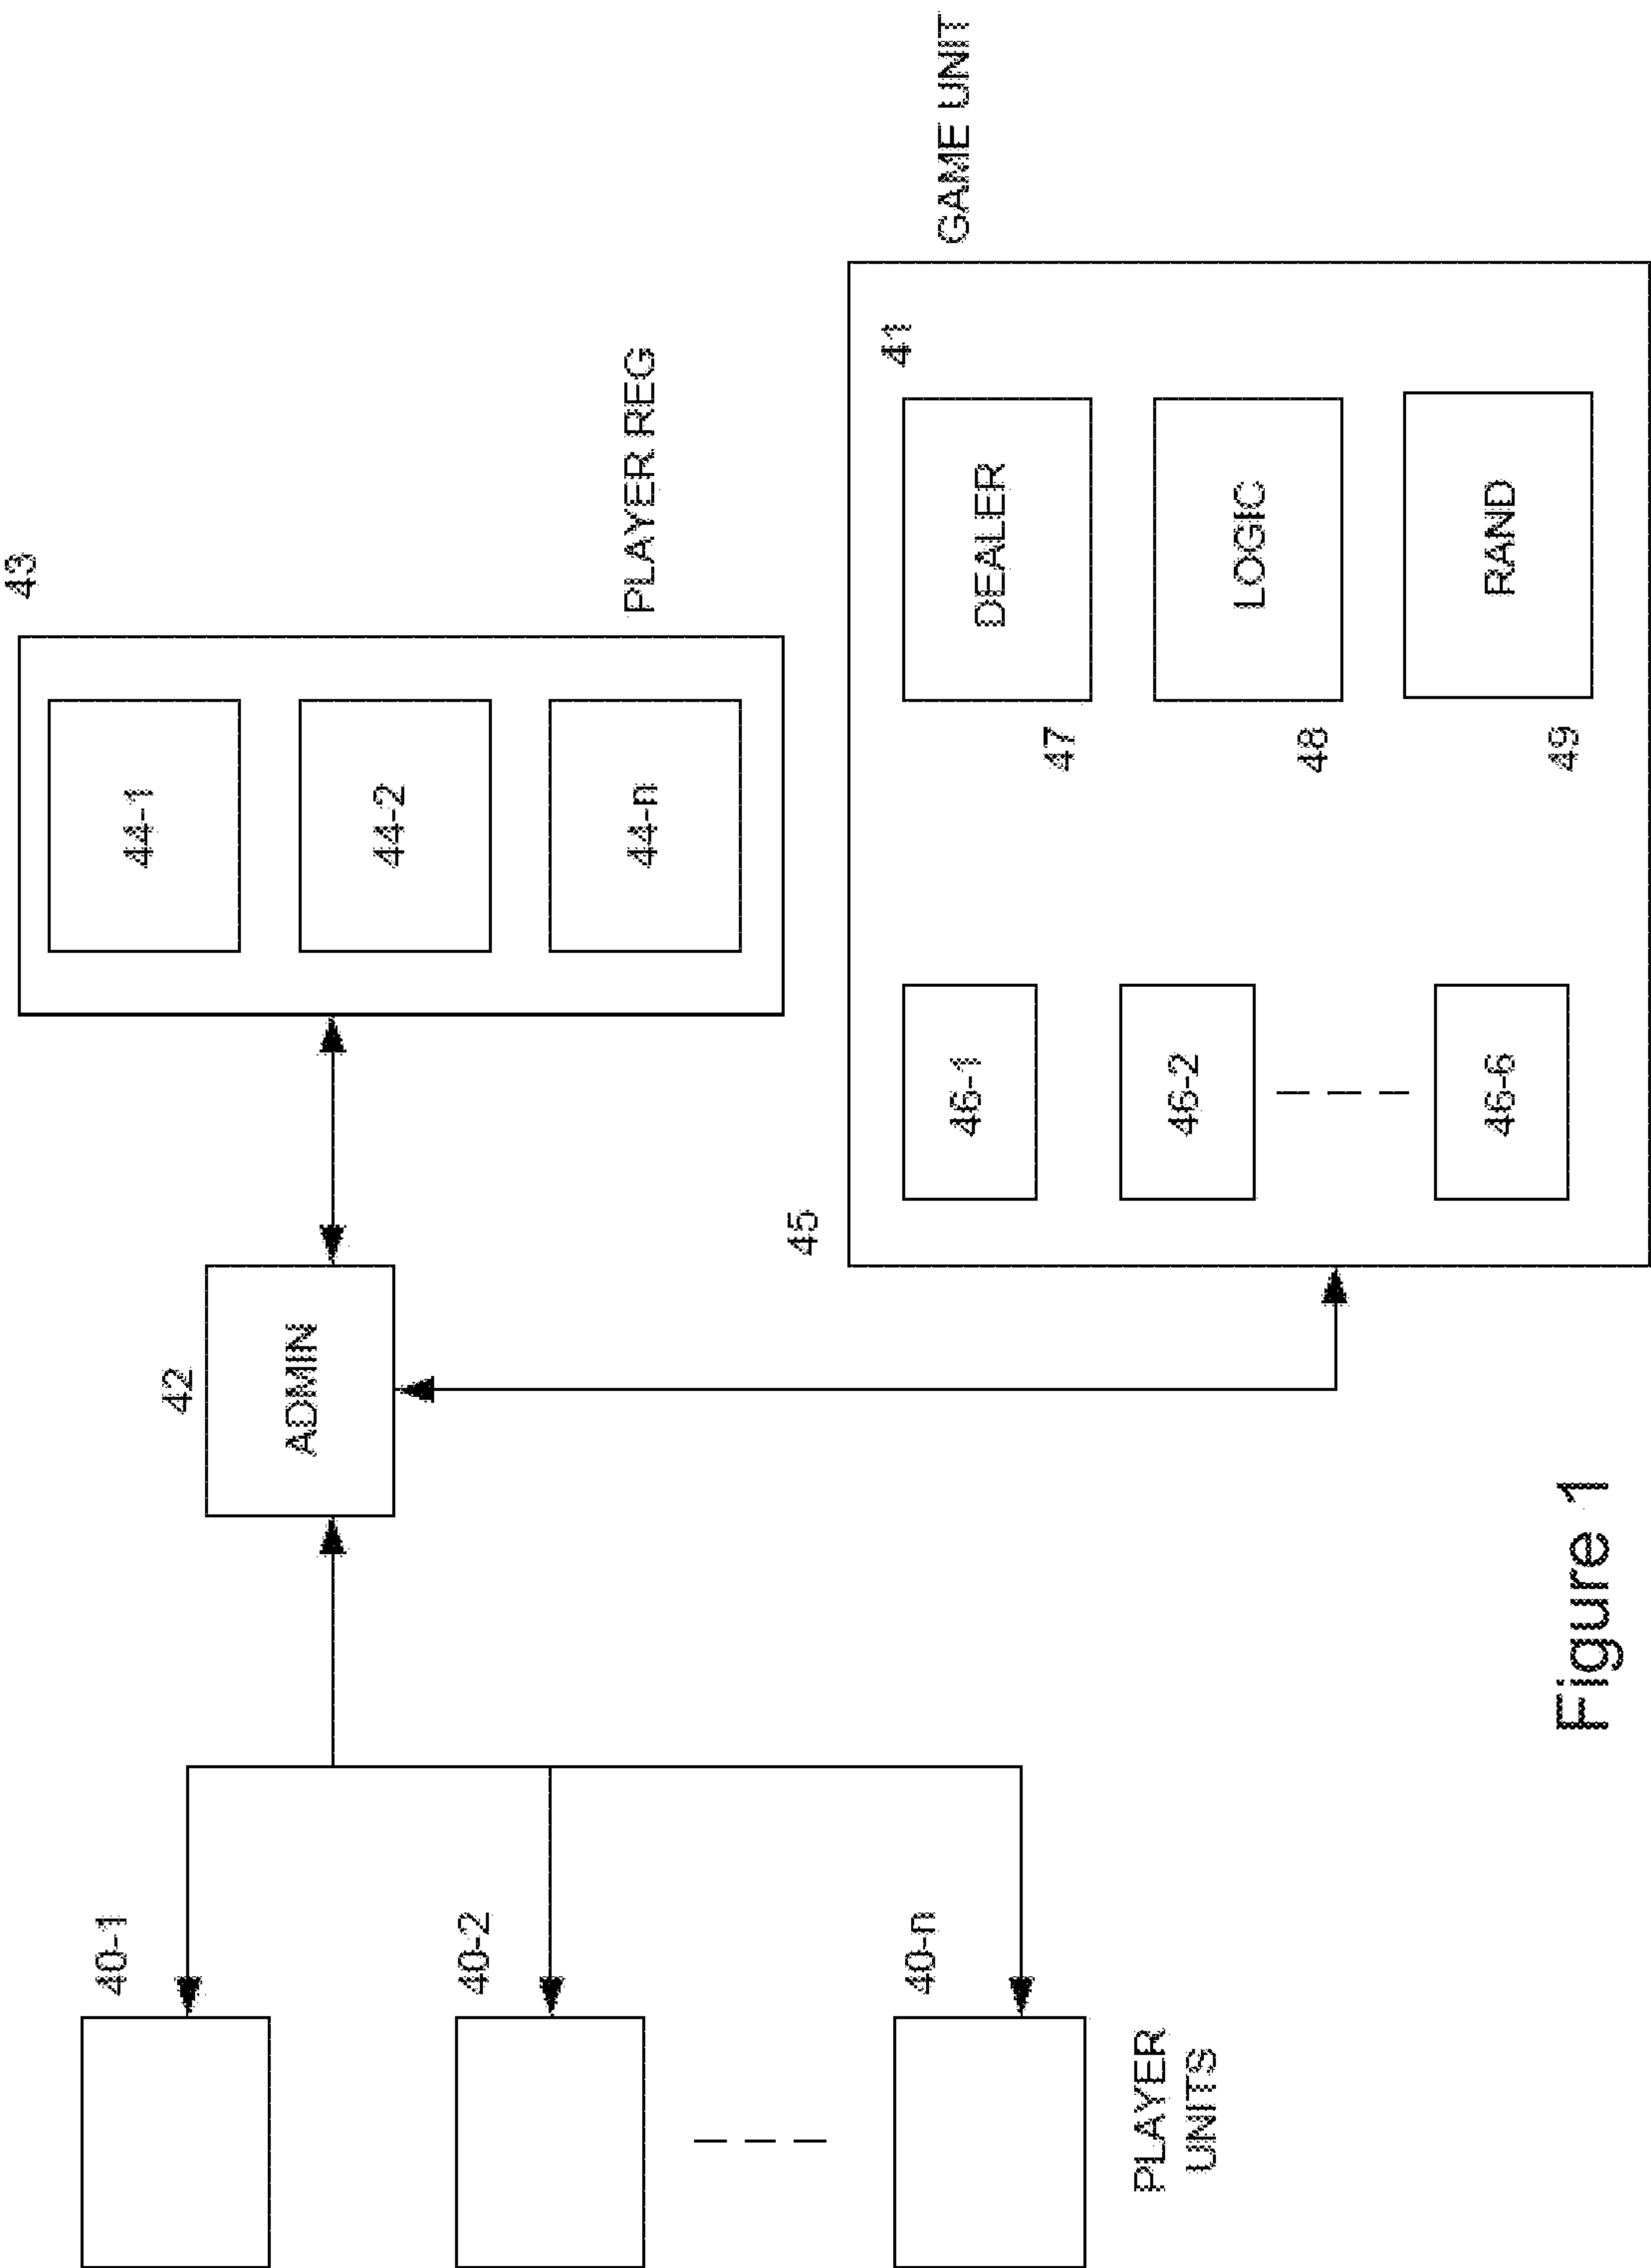 40-1
40-2
40-n
PLAYER
UNITS
42
ADMIN
43
44-1
44-2
44-n
PLAYER REG
45
46-1
46-2
46-6
41
DEALER
47
LOGIC
48
RAND
49
GAME UNIT
Figure 1